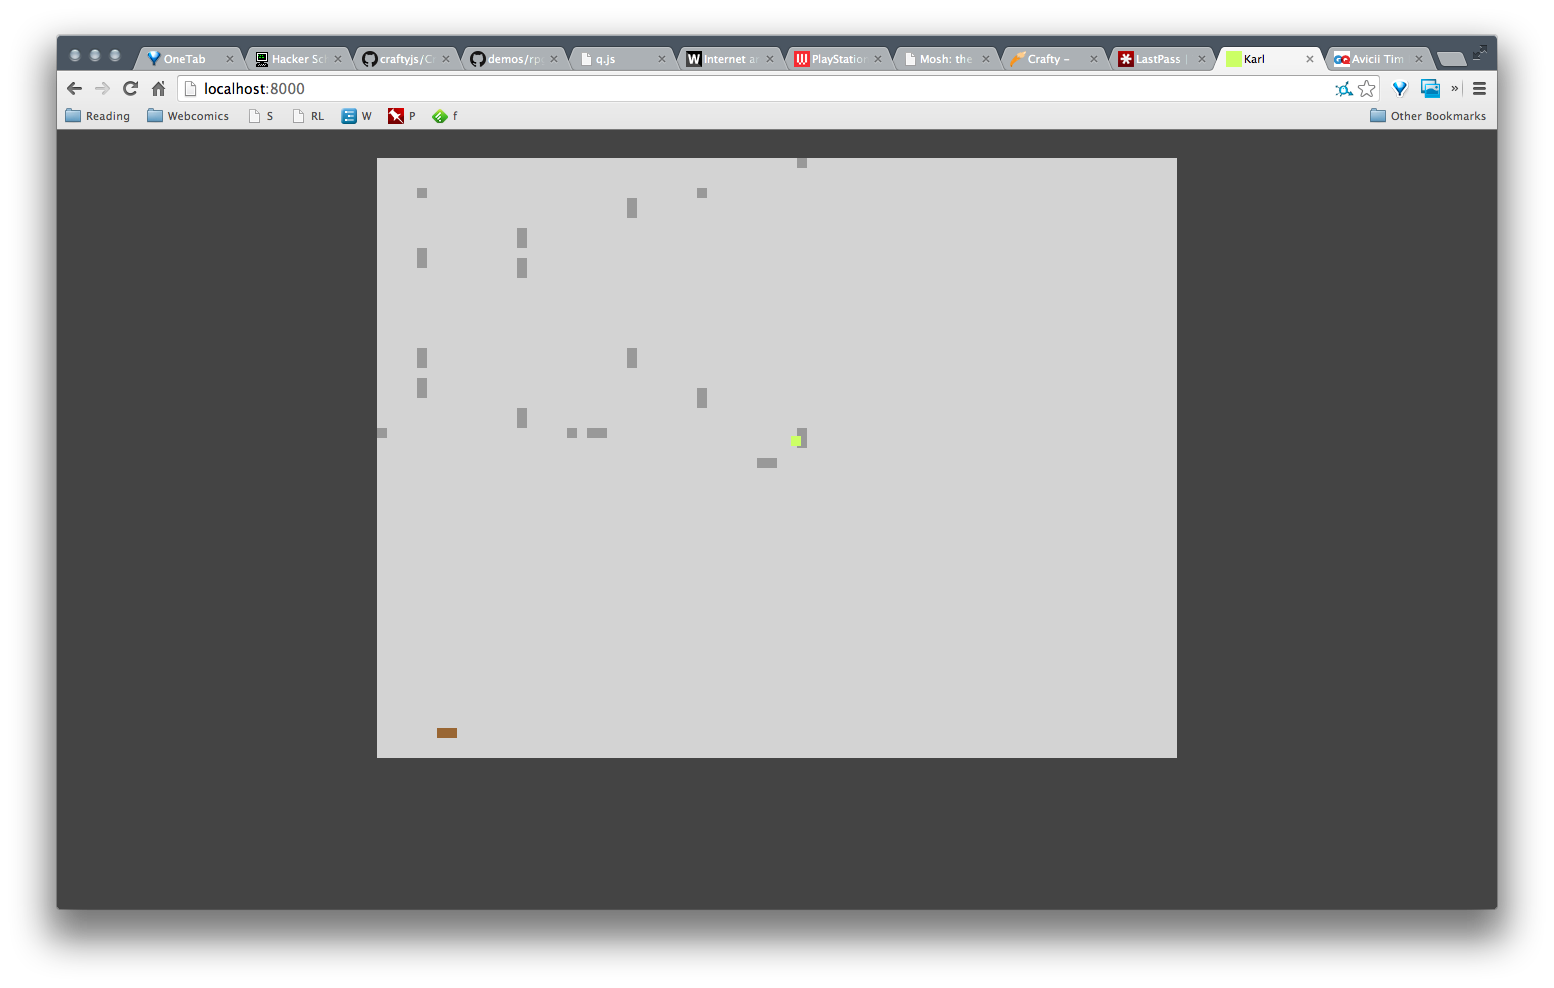 OneTab Hacker Sc craftyjs/C demos/rp q.js Internet a PlayStation Mosh: the Crafty – LastPass Karl Avicii Tim
localhost:8000
Reading Webcomics S RL W P f Other Bookmarks